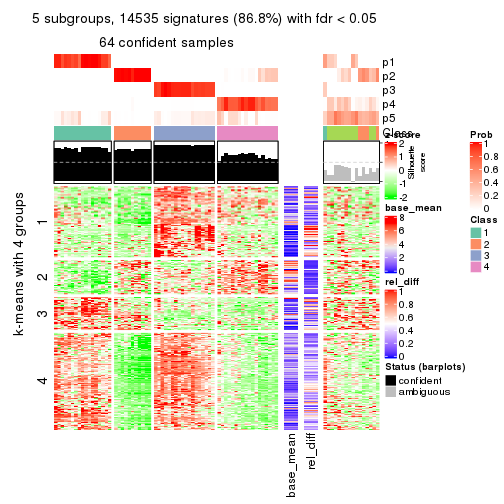 5 subgroups, 14535 signatures (86.8%) with fdr < 0.05
64 confident samples
p1
p2
p3
p4
p5
Class
z-score
2
1
0
-1
-2
Silhouette
score
Prob
1
0.8
0.6
0.4
0.2
0
base_mean
8
6
4
2
0
Class
1
2
3
4
rel_diff
1
0.8
0.6
0.4
0.2
0
Status (barplots)
confident
ambiguous
k-means with 4 groups
1
2
3
4
base_mean
rel_diff